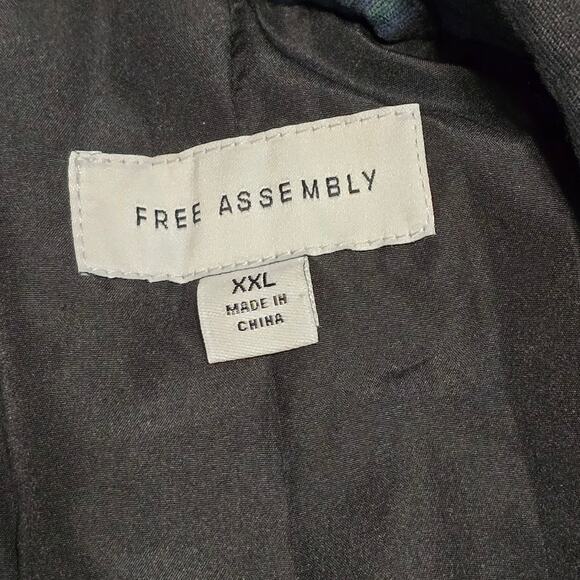 FREE ASSEMBLY
XXL
MADE IN
CHINA